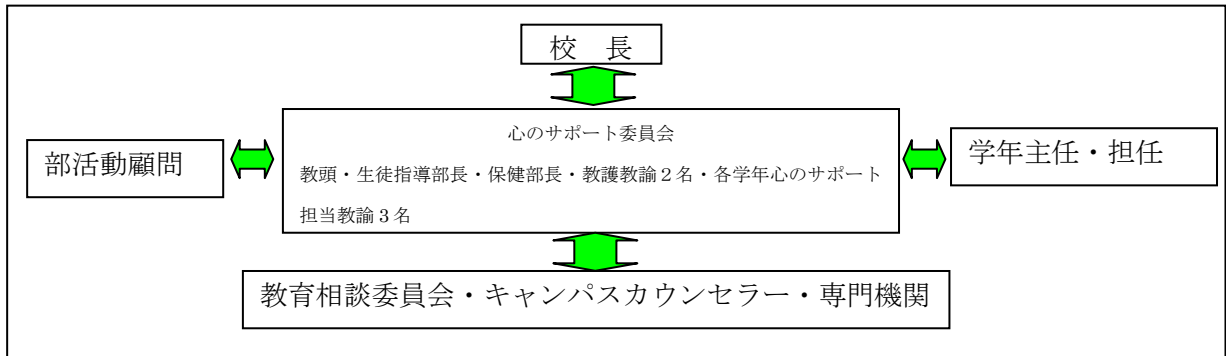 校　長
心のサポート委員会
部活動顧問
学年主任・担任
教頭・生徒指導部長・保健部長・教護教諭２名・各学年心のサポート
担当教諭３名
教育相談委員会・キャンパスカウンセラー・専門機関